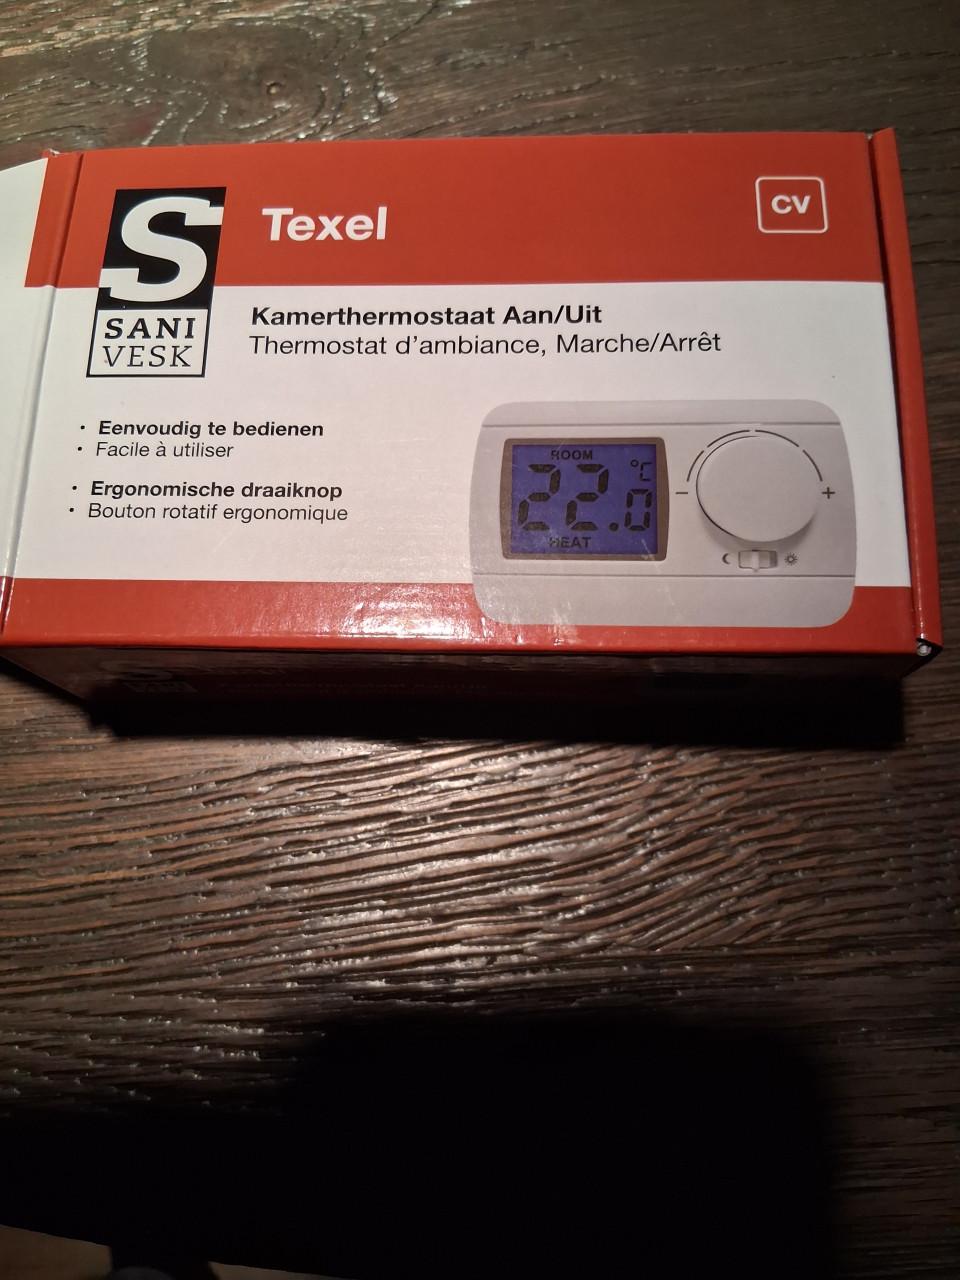 S
SANI
VESK
Texel
CV
Kamerthermostaat Aan/Uit
Thermostat d'ambiance, Marche/Arrêt
• Eenvoudig te bedienen
• Facile à utiliser
• Ergonomische draaiknop
• Bouton rotatif ergonomique
ROOM
22.0 °C
HEAT
− +